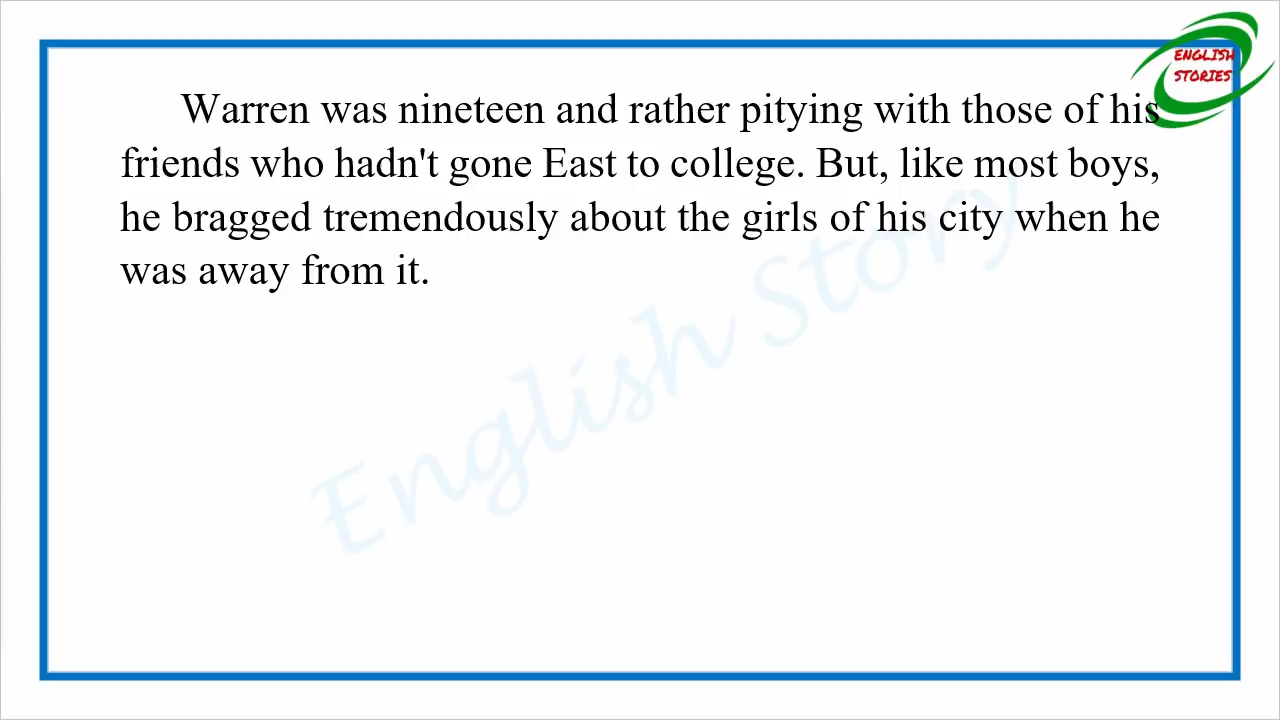 ENGLISH
STORIES
Warren was nineteen and rather pitying with those of his
friends who hadn't gone East to college. But, like most boys,
he bragged tremendously about the girls of his city when he
was away from it.
English Story